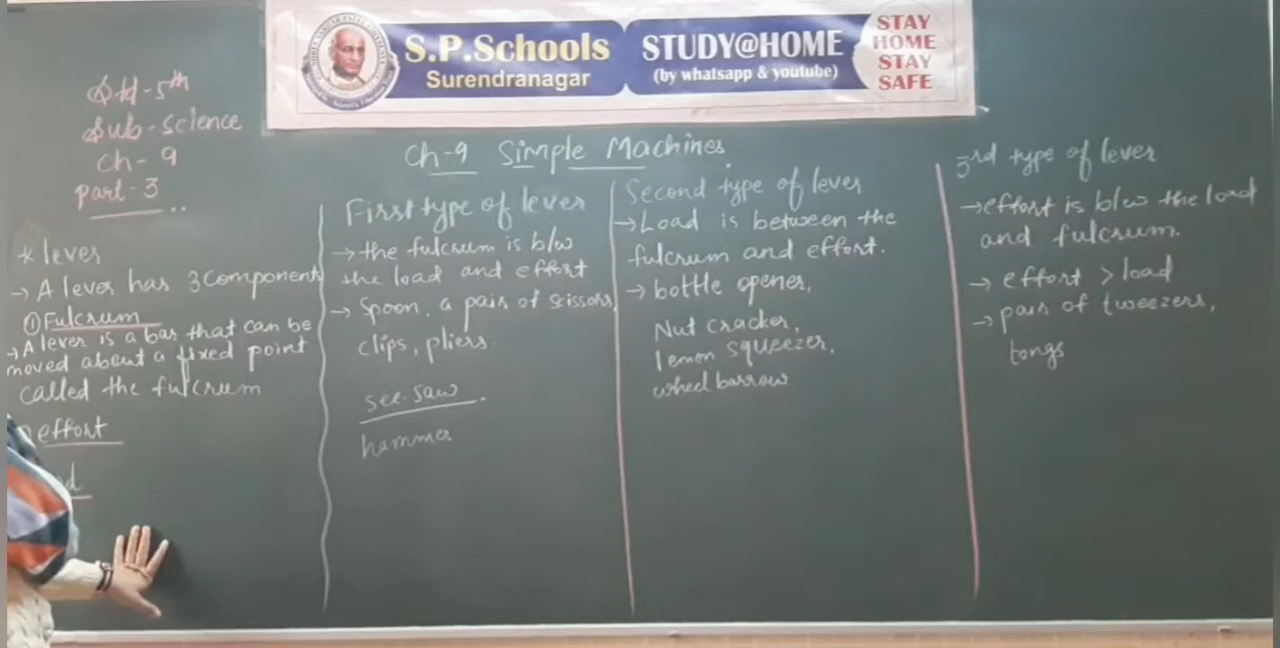 S.P.Schools
Surendranagar
STUDY@HOME
(by whatsapp & youtube)
STAY
HOME
STAY
SAFE
Std-5th
Sub-Science
Ch-9
part-3
Ch-9 Simple Machines
* lever
→ A lever has 3 Components
① Fulcrum
→ A lever is a bar that can be
moved about a fixed point
called the fulcrum
effort
First type of lever
→ the fulcrum is b/w
the load and effort
→ Spoon, a pair of scissors,
clips, pliers
see-saw
hammer
Second type of lever
→ Load is between the
fulcrum and effort.
→ bottle opener,
Nut cracker,
lemon squeezer,
wheel barrow
3rd type of lever
→ effort is b/w the load
and fulcrum.
→ effort > load
→ pair of tweezers,
tongs